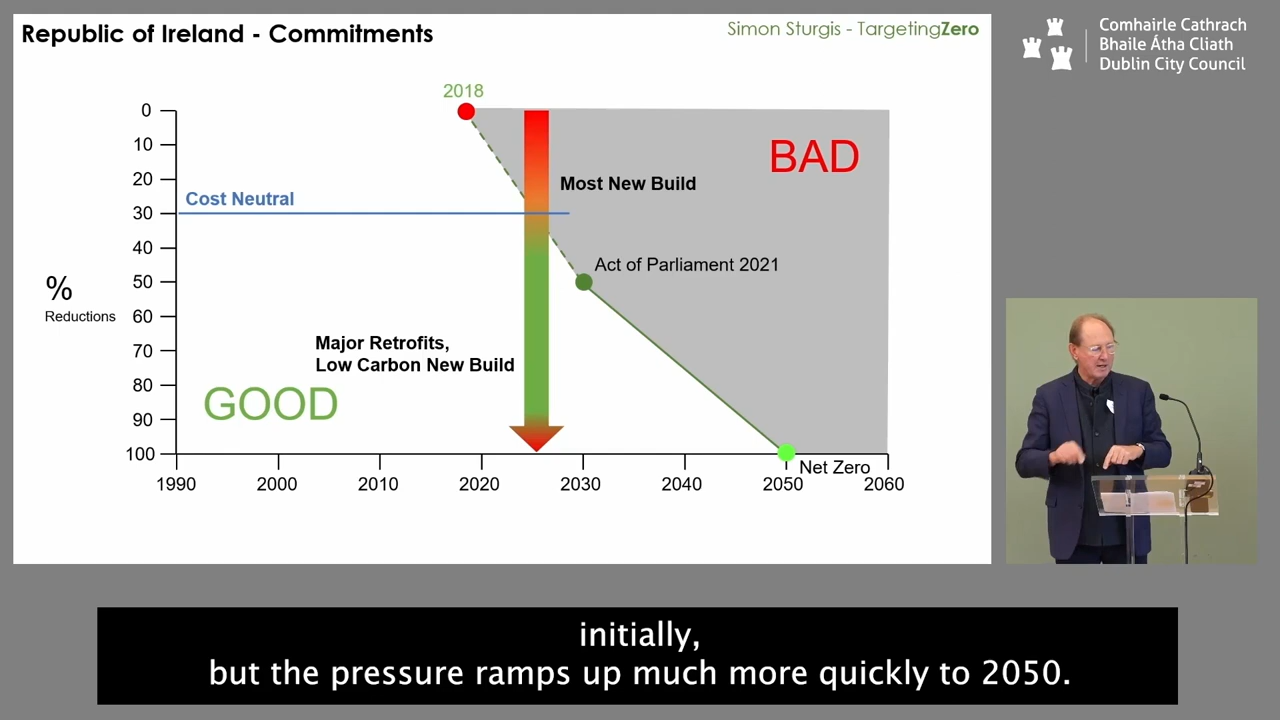 Republic of Ireland - Commitments
Simon Sturgis - TargetingZero
Comhairle Cathrach
Bhaile Átha Cliath
Dublin City Council
2018
0
10
20
30
40
50
60
70
80
90
100
BAD
Most New Build
Cost Neutral
Act of Parliament 2021
%
Reductions
Major Retrofits,
Low Carbon New Build
GOOD
Net Zero
1990
2000
2010
2020
2030
2040
2050
2060
initially,
but the pressure ramps up much more quickly to 2050.